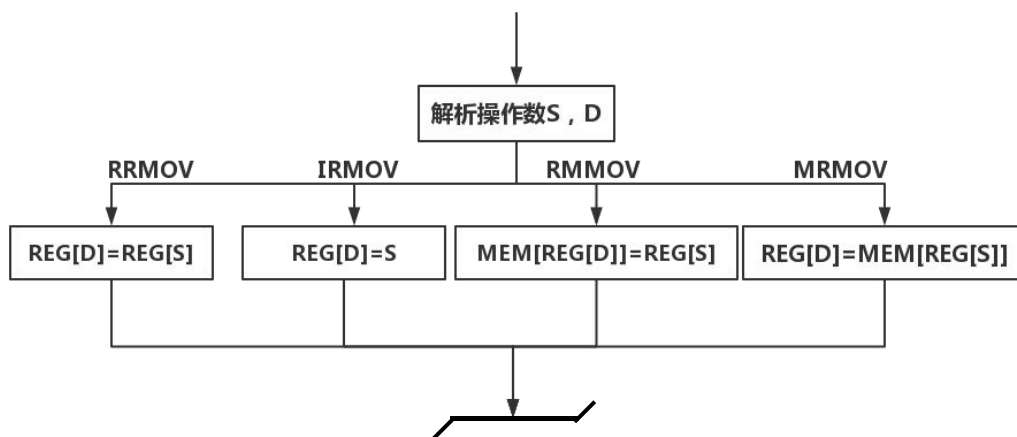 解析操作数S，D
RRMOV IRMOV RMMOV MRMOV
REG[D]=REG[S] REG[D]=S MEM[REG[D]]=REG[S] REG[D]=MEM[REG[S]]